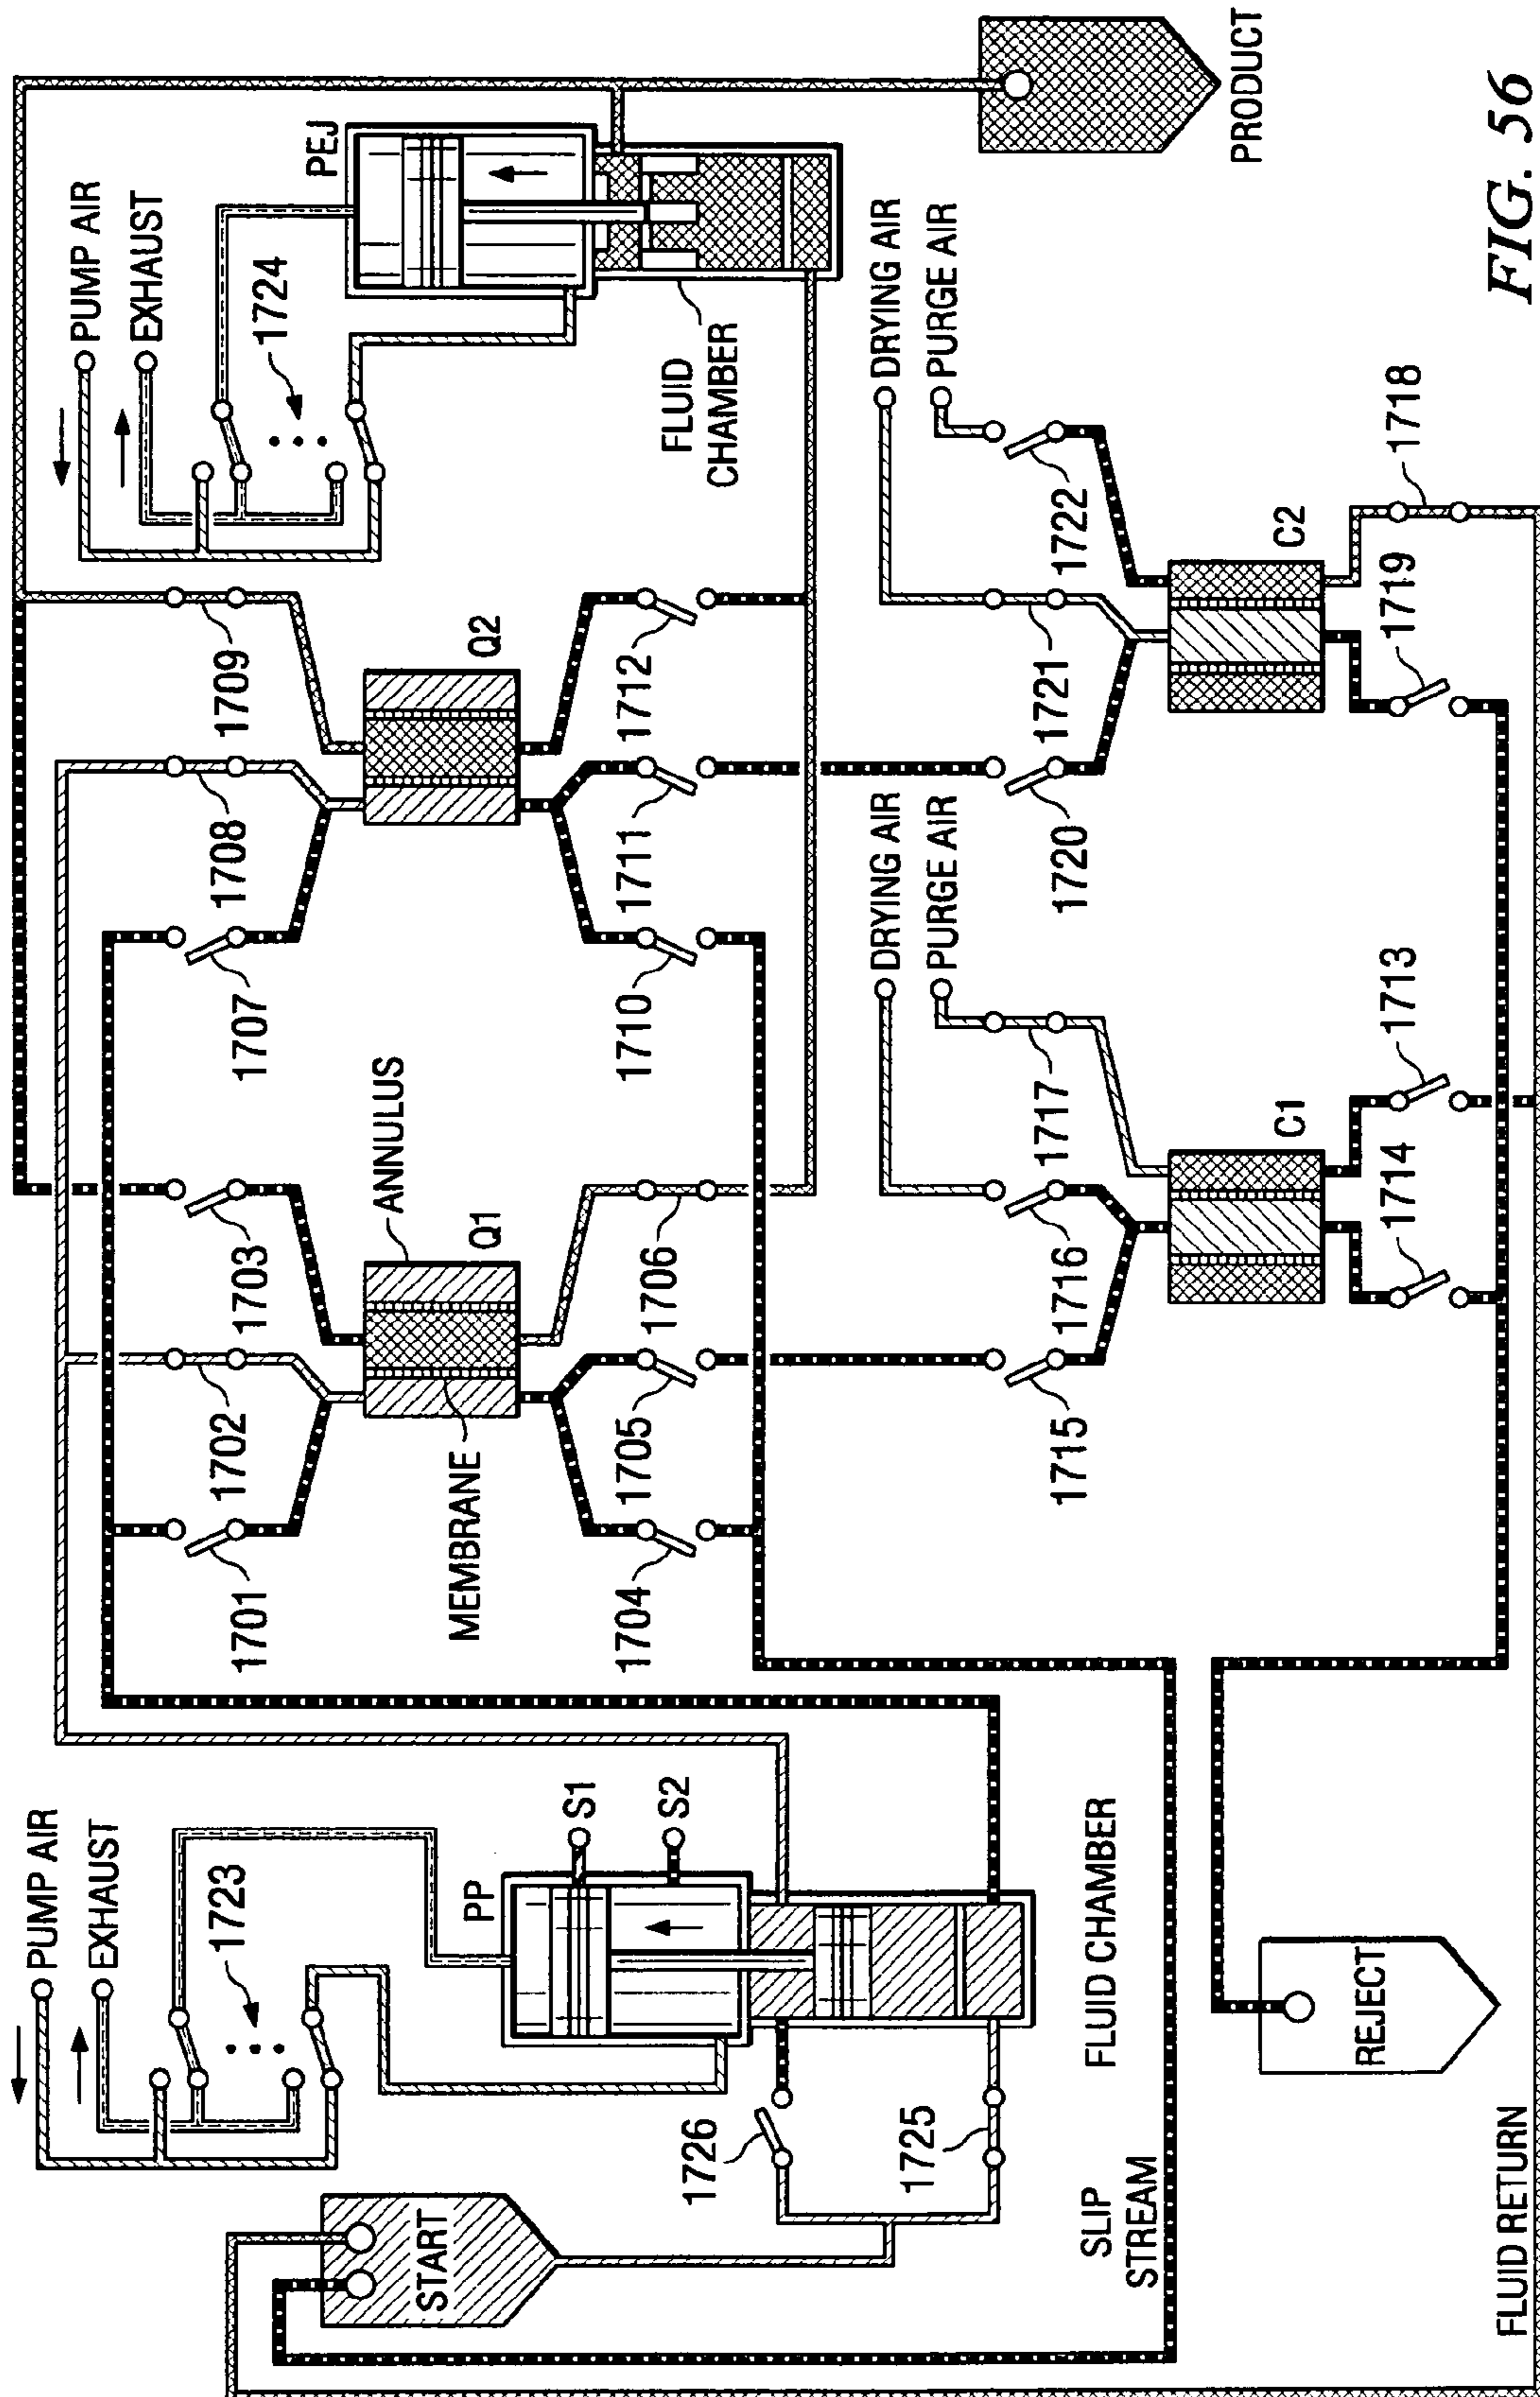 PUMP AIR
EXHAUST
1723
START
1726
1725
PP
S1
S2
FLUID CHAMBER
SLIP
STREAM
REJECT
FLUID RETURN
1701
1702
1703
MEMBRANE
ANNULUS
Q1
1704
1705
1706
1707
1708
1709
Q2
1710
1711
1712
PUMP AIR
EXHAUST
1724
PEJ
FLUID
CHAMBER
PRODUCT
DRYING AIR
PURGE AIR
1715
1716
1717
C1
1714
1713
DRYING AIR
PURGE AIR
1720
1721
1722
C2
1719
1718
FIG. 56